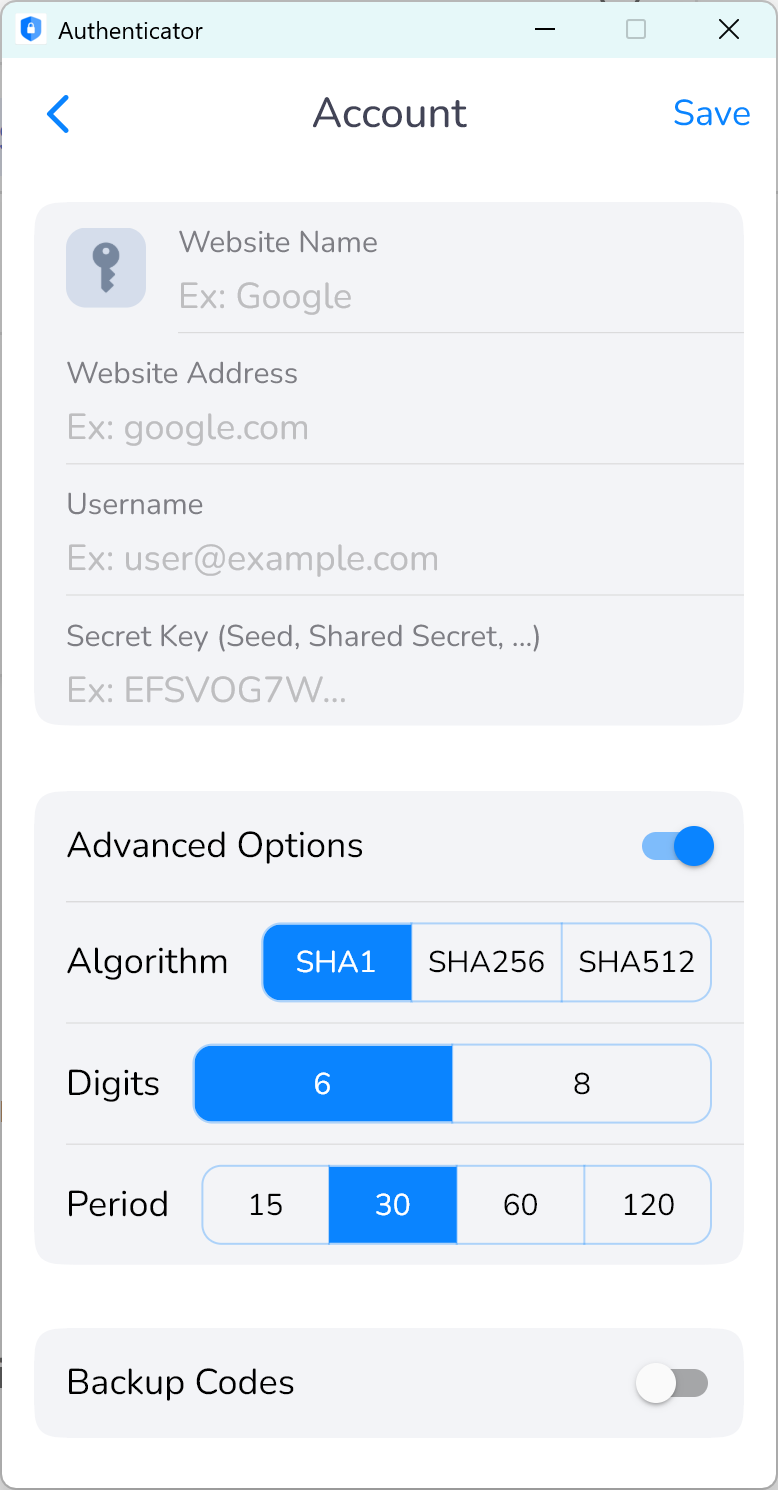 Authenticator
Account
Save
Website Name
Ex: Google
Website Address
Ex: google.com
Username
Ex: user@example.com
Secret Key (Seed, Shared Secret, ...)
Ex: EFSVOG7W...
Advanced Options
Algorithm SHA1 SHA256 SHA512
Digits 6 8
Period 15 30 60 120
Backup Codes